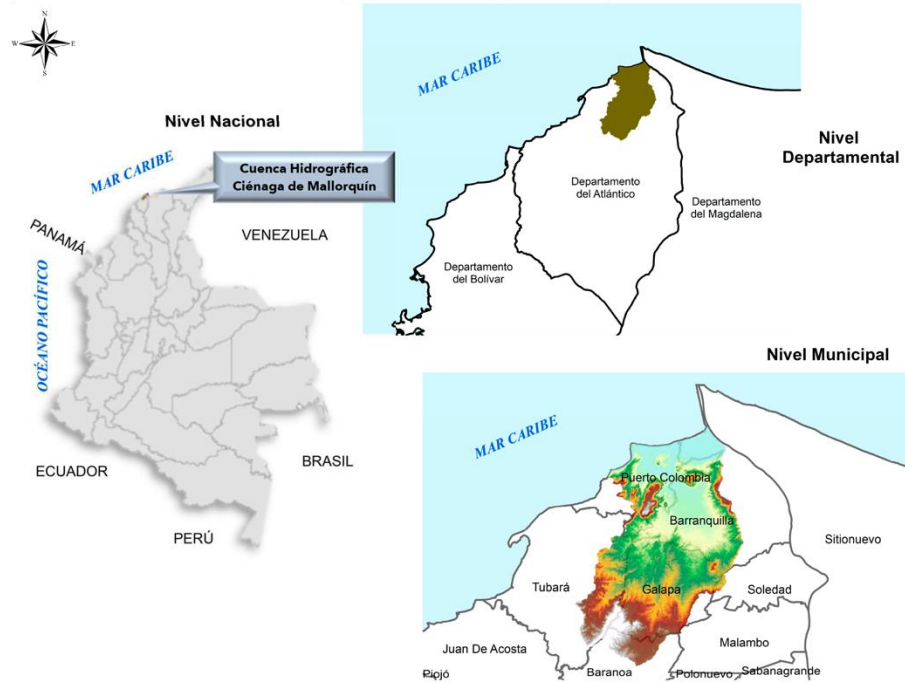 N
W
E
S
Nivel Nacional
MAR CARIBE
Cuenca Hidrográfica
Ciénaga de Mallorquín
PANAMÁ
VENEZUELA
OCÉANO PACÍFICO
ECUADOR
BRASIL
PERÚ
MAR CARIBE
Nivel
Departamental
Departamento
del Atlántico
Departamento
del Magdalena
Departamento
del Bolívar
Nivel Municipal
MAR CARIBE
Puerto Colombia
Barranquilla
Sitionuevo
Tubará
Galapa
Soledad
Juan De Acosta
Malambo
Piojó
Baranoa
Polonuevo
Sabanagrande